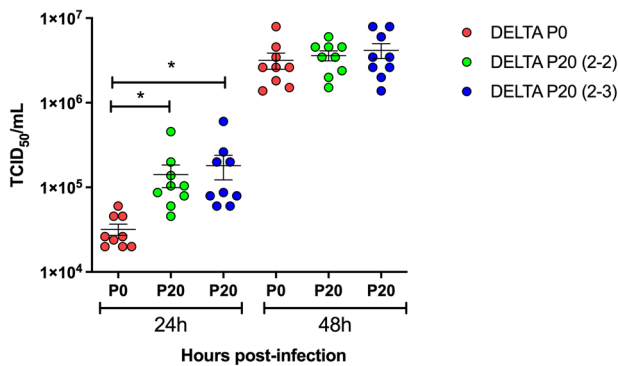 1×10⁷
1×10⁶
1×10⁵
1×10⁴
TCID₅₀/mL
*
*
P0
P20
P20
P0
P20
P20
24h
48h
Hours post-infection
DELTA P0
DELTA P20 (2-2)
DELTA P20 (2-3)